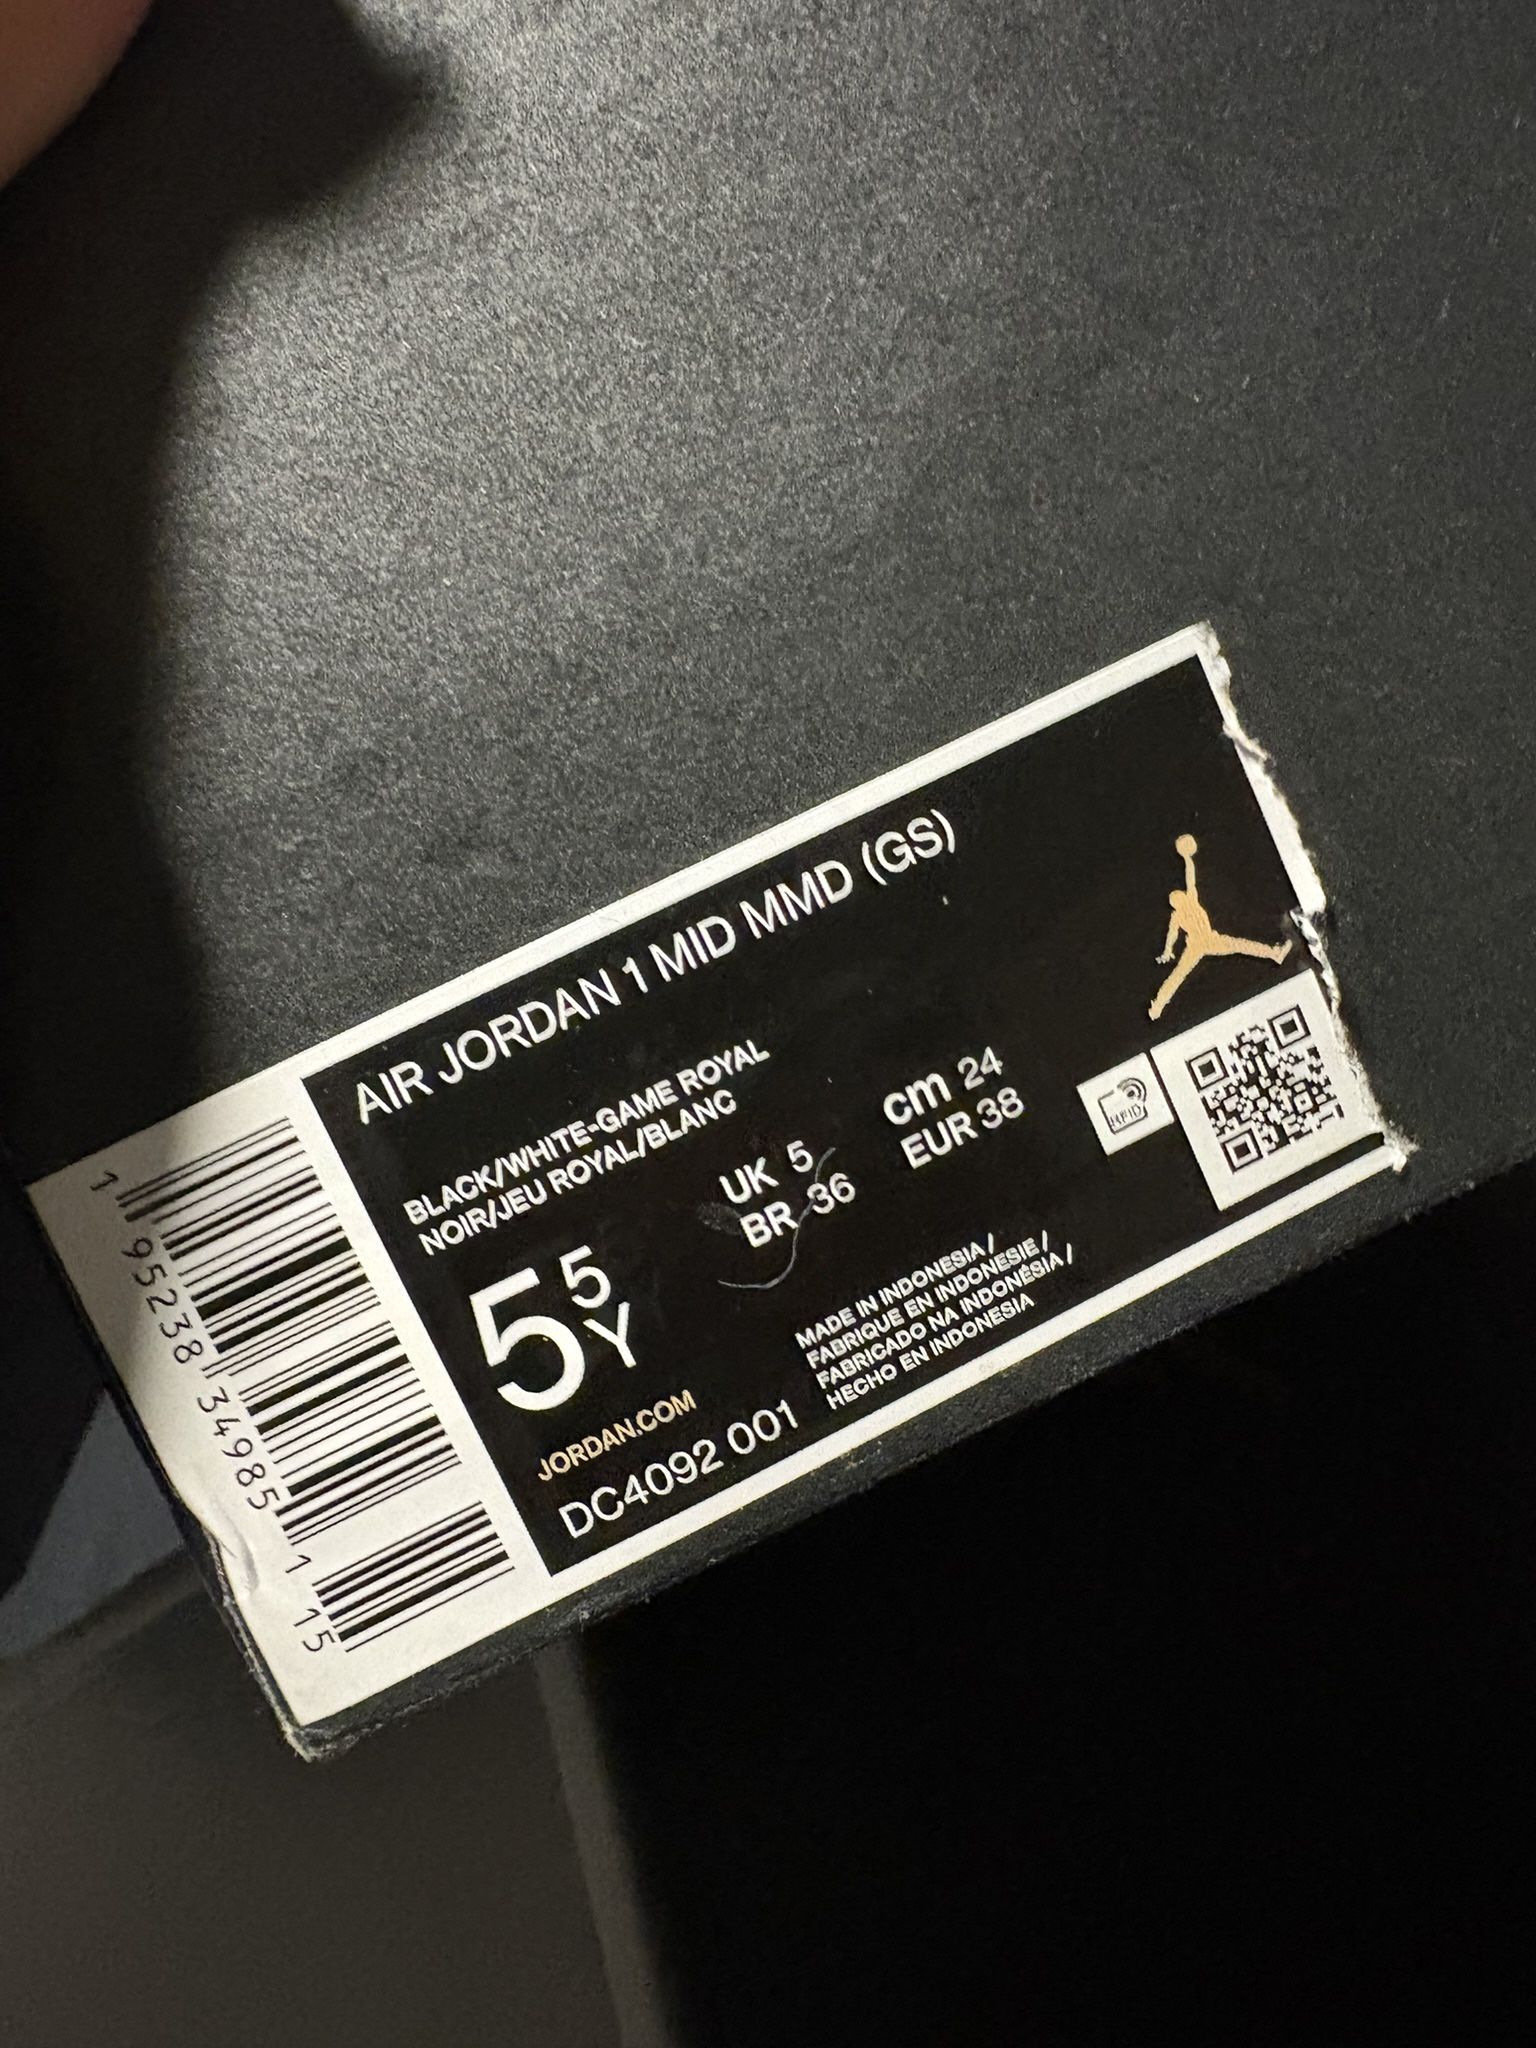 AIR JORDAN 1 MID MMD (GS)
BLACK/WHITE-GAME ROYAL
NOIR/JEU ROYAL/BLANC
5 5 Y
UK 5
BR 36
cm 24
EUR 38
RFID
JORDAN.COM
DC4092 001
MADE IN INDONESIA /
FABRIQUE EN INDONESIE /
FABRICADO NA INDONÉSIA /
HECHO EN INDONESIA
1 95238 34985 1 15